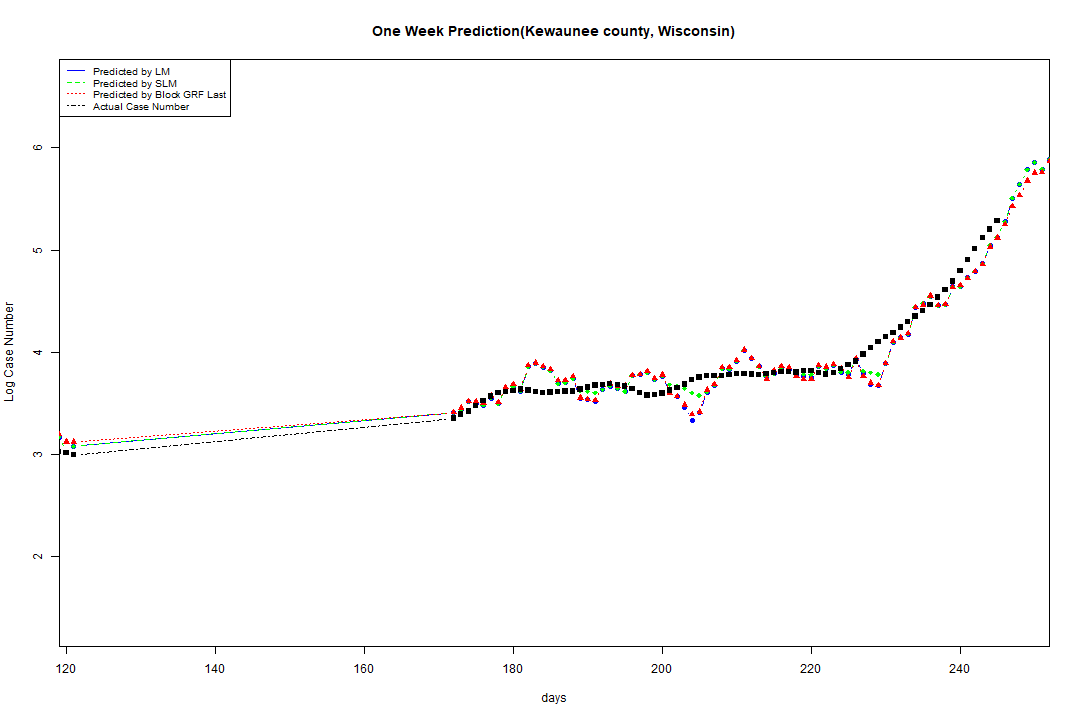 One Week Prediction(Kewaunee county, Wisconsin)
Predicted by LM
Predicted by SLM
Predicted by Block GRF Last
Actual Case Number
6
5
4
3
2
Log Case Number
120 140 160 180 200 220 240
days